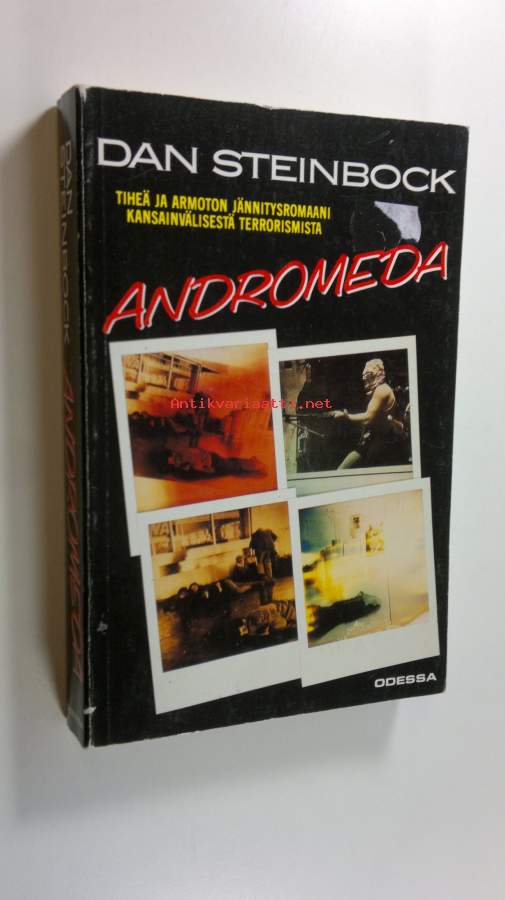 DAN STEINBOCK
TIHEÄ JA ARMOTON JÄNNITYSROMAANI
KANSAINVÄLISESTÄ TERRORISMISTA
ANDROMEDA
Antikvariaatti.net
ODESSA
DAN STEINBOCK ANDROMEDA